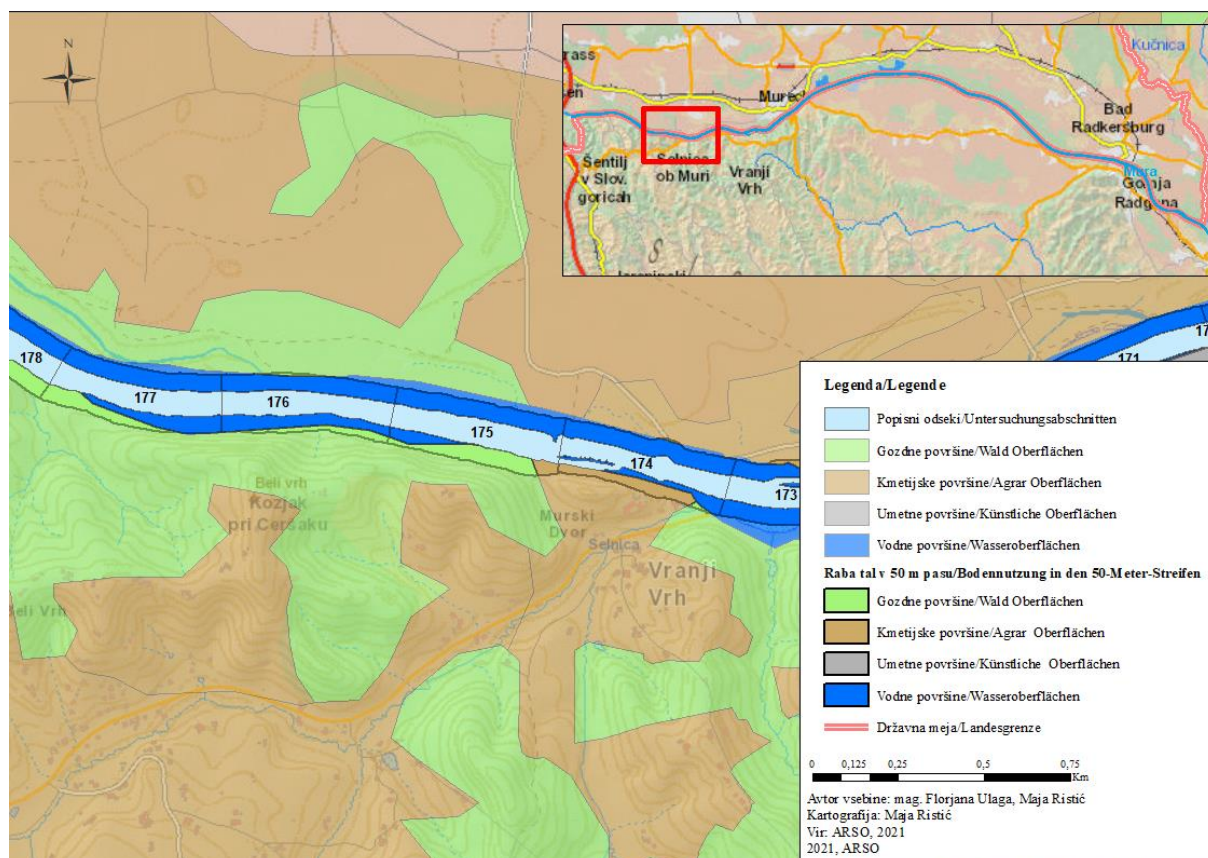 N
rass
Kučnica
Mured
Bad
Radkersburg
Šentilj
v Slov.
goricah
Selnica
ob Muri
Vranji
Vrh
Mura
Gornja
Radgona
178
177
176
175
174
173
171
17
Beli vrh
Kozjak
pri Ceršaku
Murski
Dvor
Selnica
Vranji
Vrh
Beli Vrh
Legenda/Legende
Popisni odseki/Untersuchungsabschnitten
Gozdne površine/Wald Oberflächen
Kmetijske površine/Agrar Oberflächen
Umetne površine/Künstliche Oberflächen
Vodne površine/Wasseroberflächen
Raba tal v 50 m pasu/Bodennutzung in den 50-Meter-Streifen
Gozdne površine/Wald Oberflächen
Kmetijske površine/Agrar Oberflächen
Umetne površine/Künstliche Oberflächen
Vodne površine/Wasseroberflächen
Državna meja/Landesgrenze
0 0,125 0,25 0,5 0,75
Km
Avtor vsebine: mag. Florjana Ulaga, Maja Ristić
Kartografija: Maja Ristić
Vir: ARSO, 2021
2021, ARSO